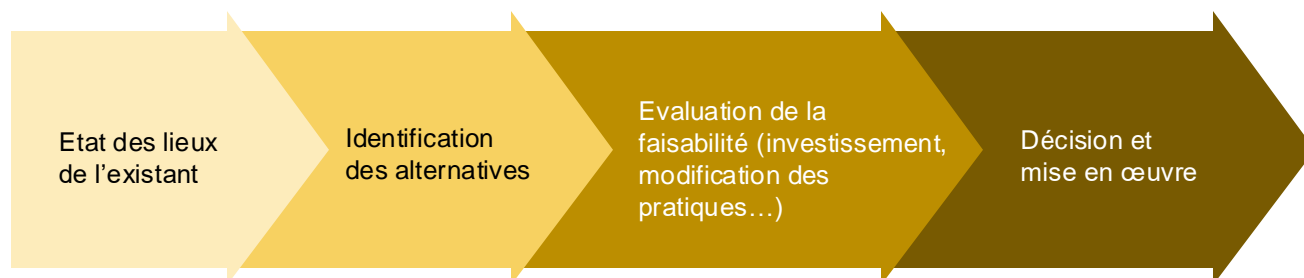 Etat des lieux
de l’existant
Identification
des alternatives
Evaluation de la
faisabilité (investissement,
modification des
pratiques…)
Décision et
mise en œuvre